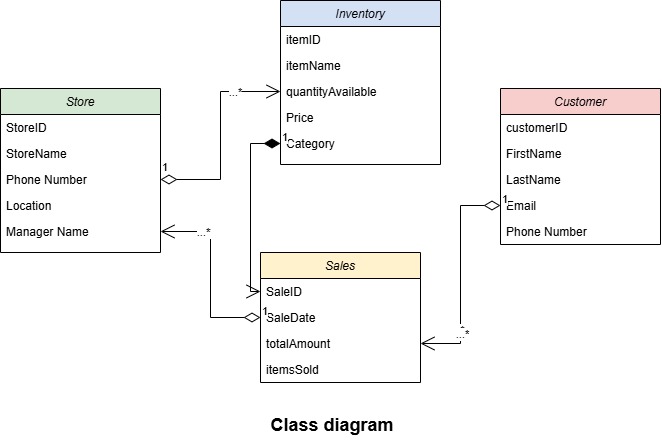 Inventory
itemID
itemName
quantityAvailable
Price
1
Category
Store
StoreID
StoreName
Phone Number
Location
Manager Name
1
...*
...*
Customer
customerID
FirstName
LastName
1
Email
Phone Number
Sales
SaleID
1
SaleDate
totalAmount
itemsSold
...*
Class diagram